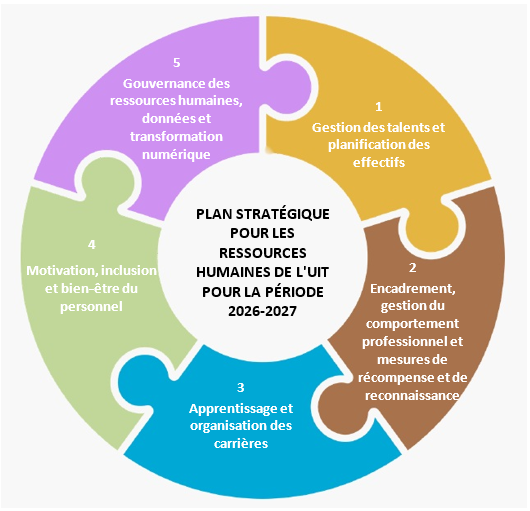 5
Gouvernance des
ressources humaines,
données et
transformation
numérique
1
Gestion des talents et
planification des
effectifs
PLAN STRATÉGIQUE
POUR LES
RESSOURCES
HUMAINES DE L'UIT
POUR LA PÉRIODE
2026-2027
4
Motivation, inclusion
et bien-être du
personnel
2
Encadrement,
gestion du
comportement
professionnel et
mesures de
récompense et de
reconnaissance
3
Apprentissage et
organisation des
carrières